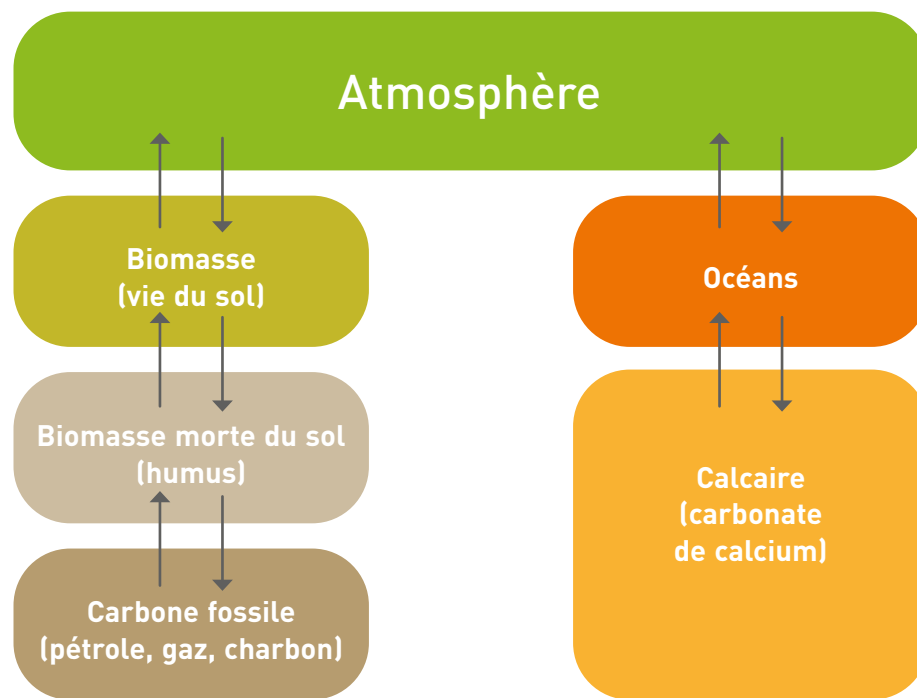 Atmosphère
Biomasse
(vie du sol)
Océans
Biomasse morte du sol
(humus)
Calcaire
(carbonate
de calcium)
Carbone fossile
(pétrole, gaz, charbon)